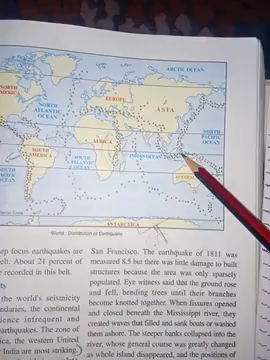 ARCTIC OCEAN
NORTH
AMERICA
EUROPE
ASIA
NORTH
ATLANTIC
OCEAN
NORTH
PACIFIC
OCEAN
AFRICA
SOUTH
AMERICA
SOUTH
ATLANTIC
OCEAN
INDIAN OCEAN
SOUTH
PACIFIC
OCEAN
ANTARCTICA
World : Distribution of Earthquake
ep focus earthquakes are
elt. About 21 percent of
e recorded in this belt.
ty
the world's seismicity
ndaries, the continental
ience infrequent and
earthquakes. The zone of
ca, the western United
India are most striking.
San Francisco. The earthquake of 1811 was
measured 8.5 but there was little damage to built
structures because the area was only sparsely
populated. Eye witness said that the ground rose
and fell, bending trees until their branches
become knotted together. When fissures opened
and closed beneath the Mississippi river, they
created waves that filled and sank boats or washed
them ashore. The steeper banks collapsed into the
river, whose general course was greatly changed
as whole island disappeared, and the positions of